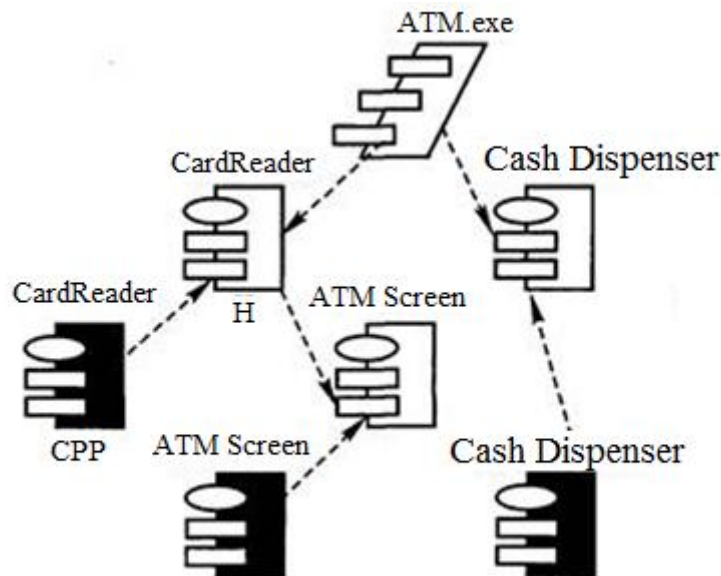 ATM.exe
CardReader
Cash Dispenser
CardReader
H
ATM Screen
CPP
ATM Screen
Cash Dispenser